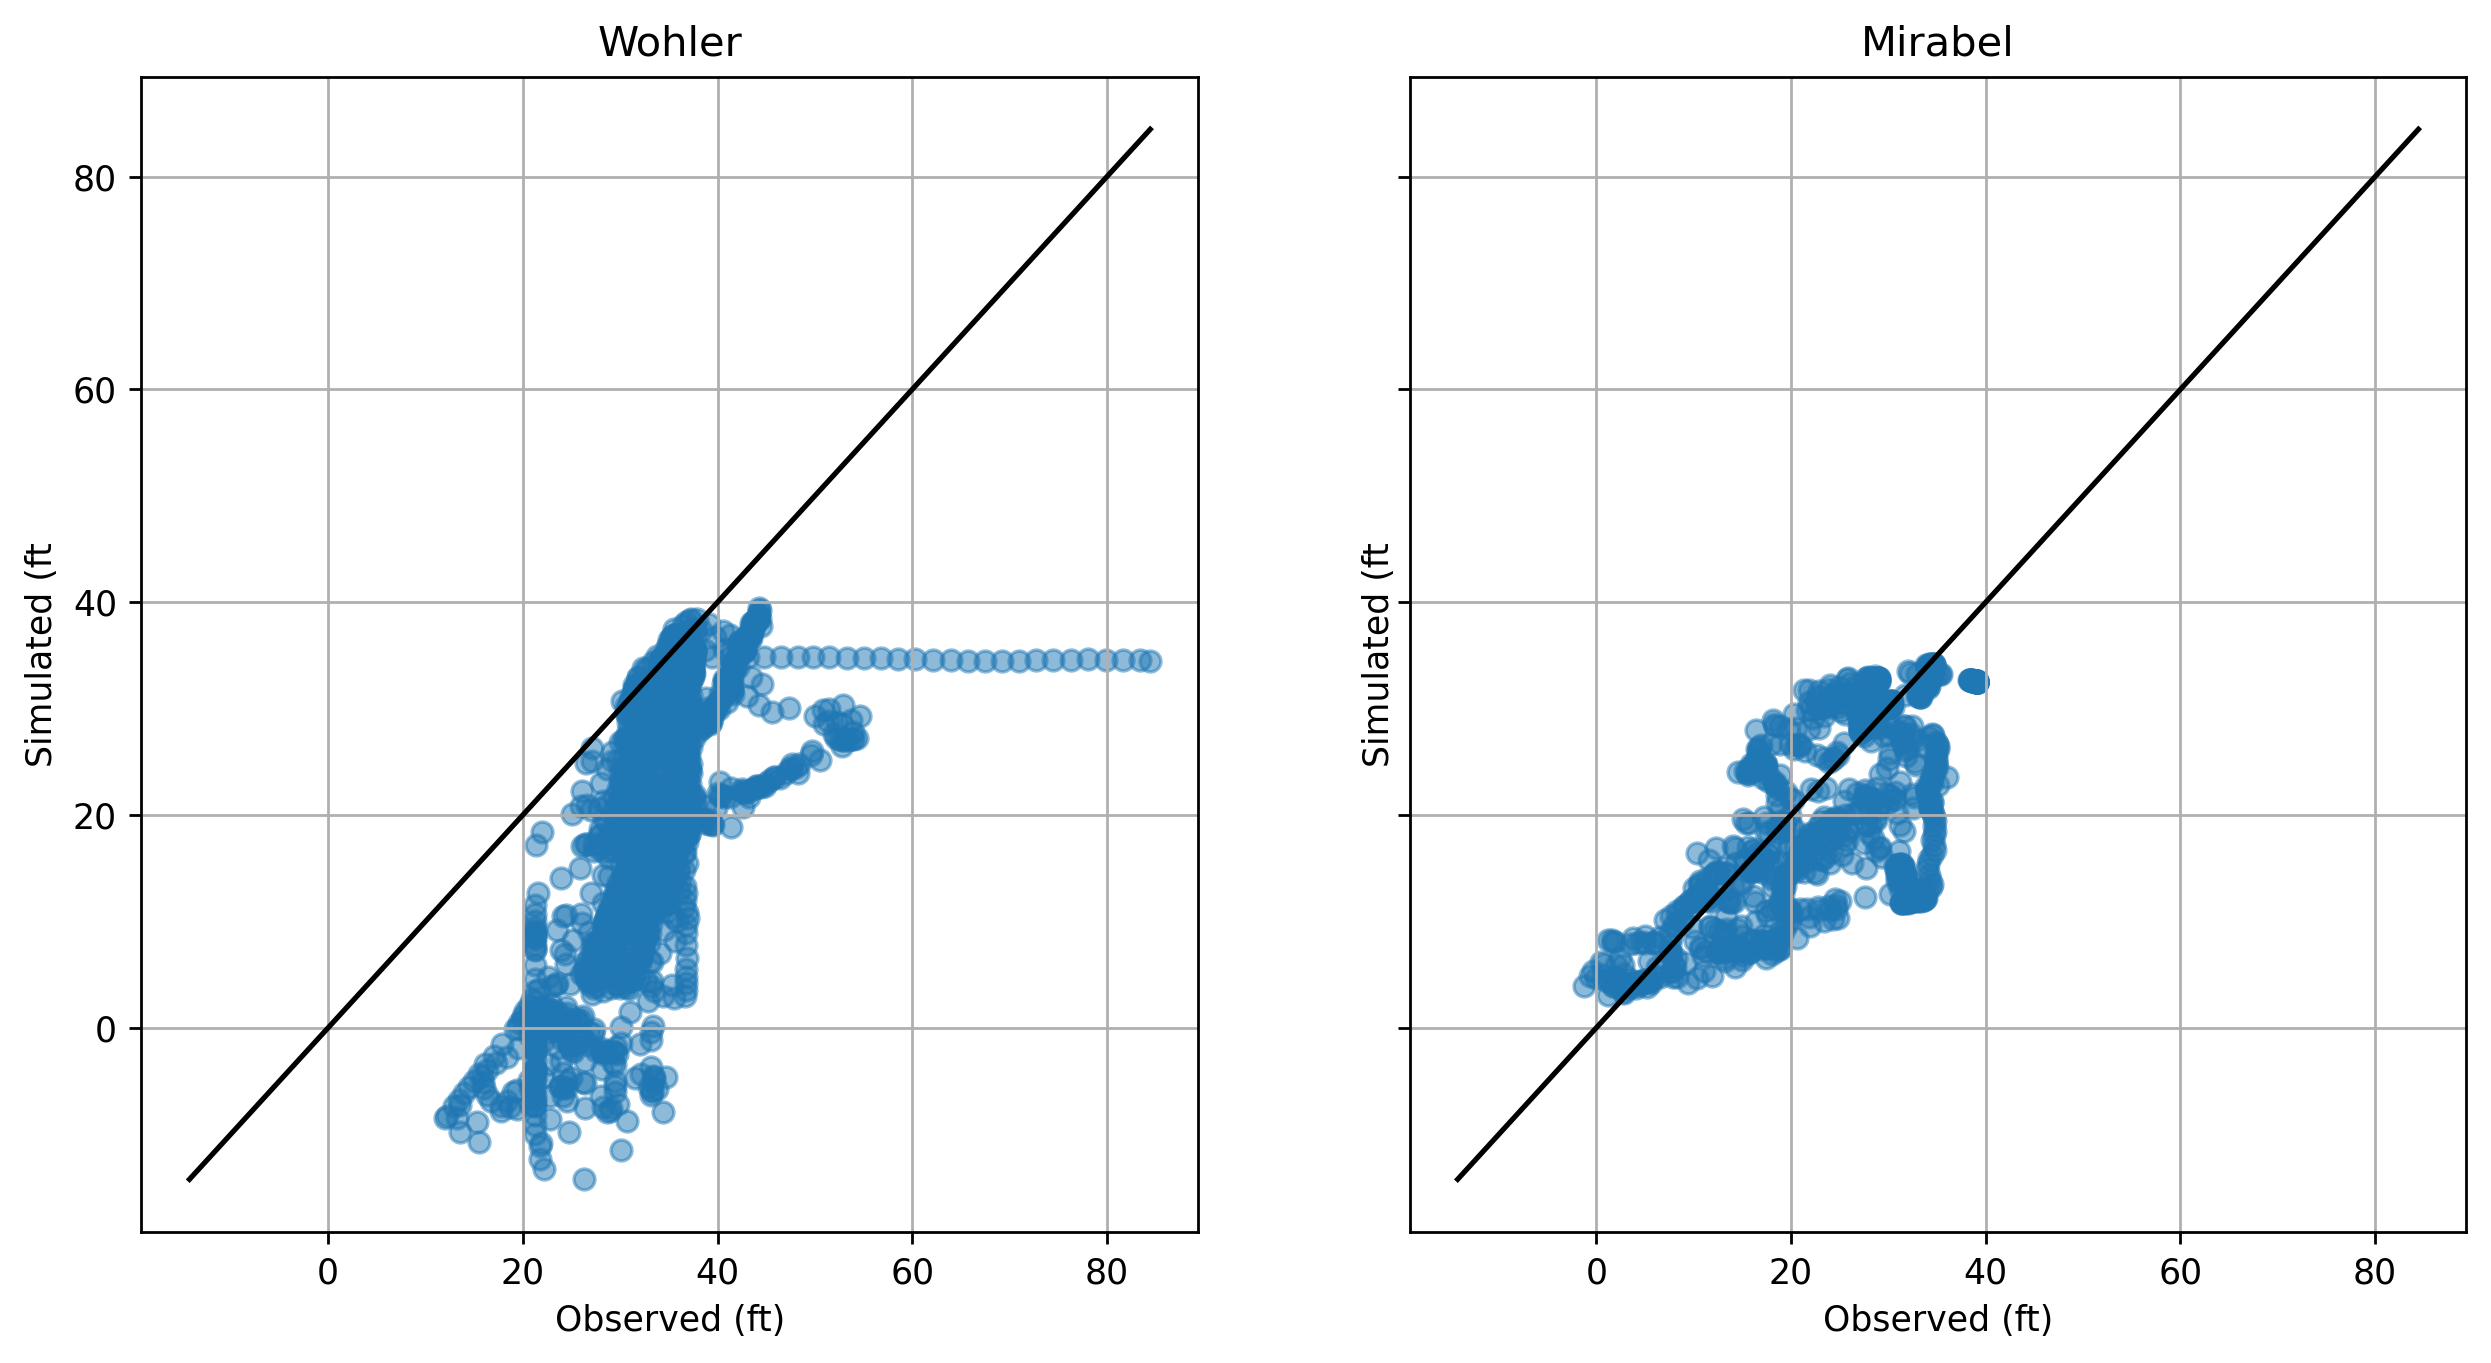 Wohler
80
60
40
20
0
Simulated (ft
0 20 40 60 80
Observed (ft)
Mirabel
Simulated (ft
0 20 40 60 80
Observed (ft)